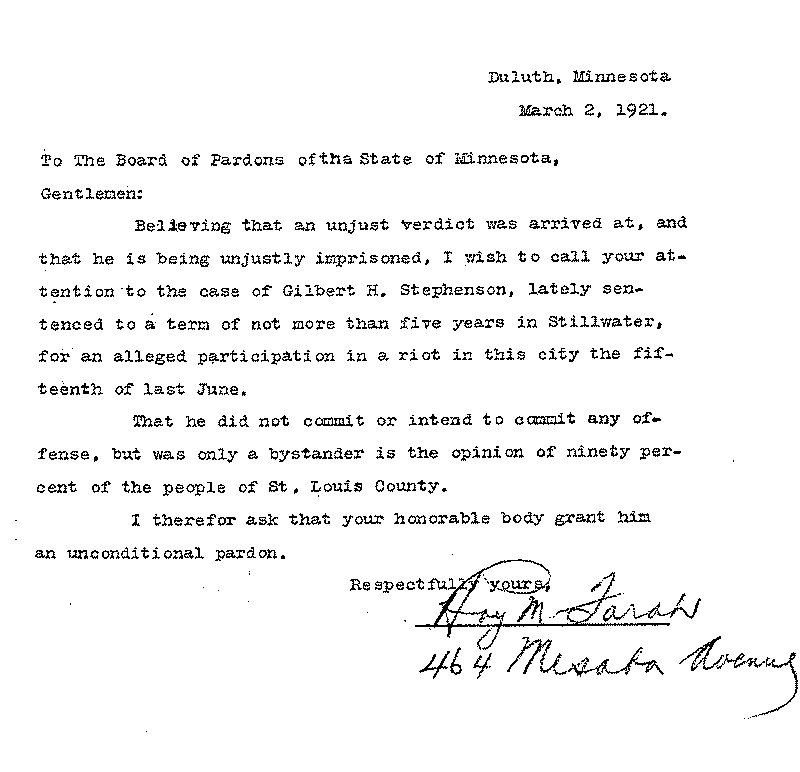 Duluth, Minnesota
March 2, 1921.
To The Board of Pardons oftha State of Minnesota,
Gentlemen:
Believing that an unjust verdict was arrived at, and
that he is being unjustly imprisoned, I wish to call your at-
tention to the case of Gilbert H. Stephenson, lately sen-
tenced to a term of not more than five years in Stillwater,
for an alleged participation in a riot in this city the fif-
teenth of last June.
That he did not commit or intend to commit any of-
fense, but was only a bystander is the opinion of ninety per-
cent of the people of St. Louis County.
I therefor ask that your honorable body grant him
an unconditional pardon.
Respectfully yours,
M. Farah
464 Mesaba Avenue